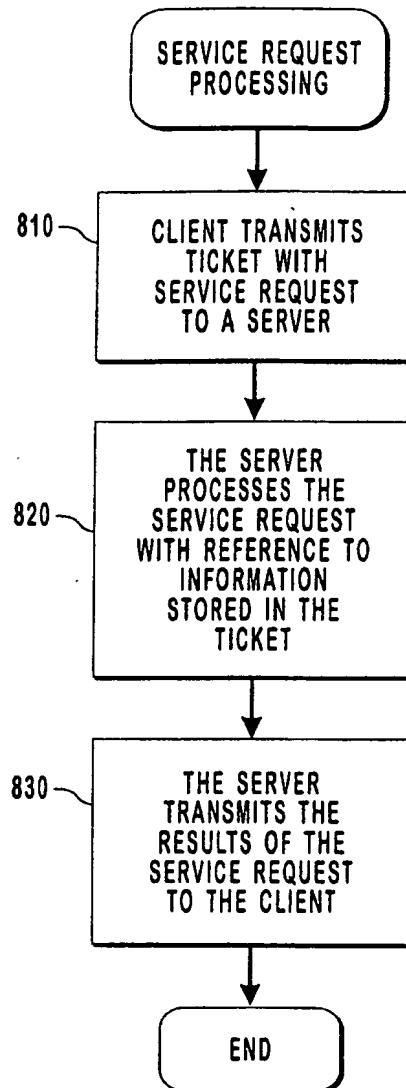 SERVICE REQUEST
PROCESSING
810
CLIENT TRANSMITS
TICKET WITH
SERVICE REQUEST
TO A SERVER
820
THE SERVER
PROCESSES THE
SERVICE REQUEST
WITH REFERENCE TO
INFORMATION
STORED IN THE
TICKET
830
THE SERVER
TRANSMITS THE
RESULTS OF THE
SERVICE REQUEST
TO THE CLIENT
END